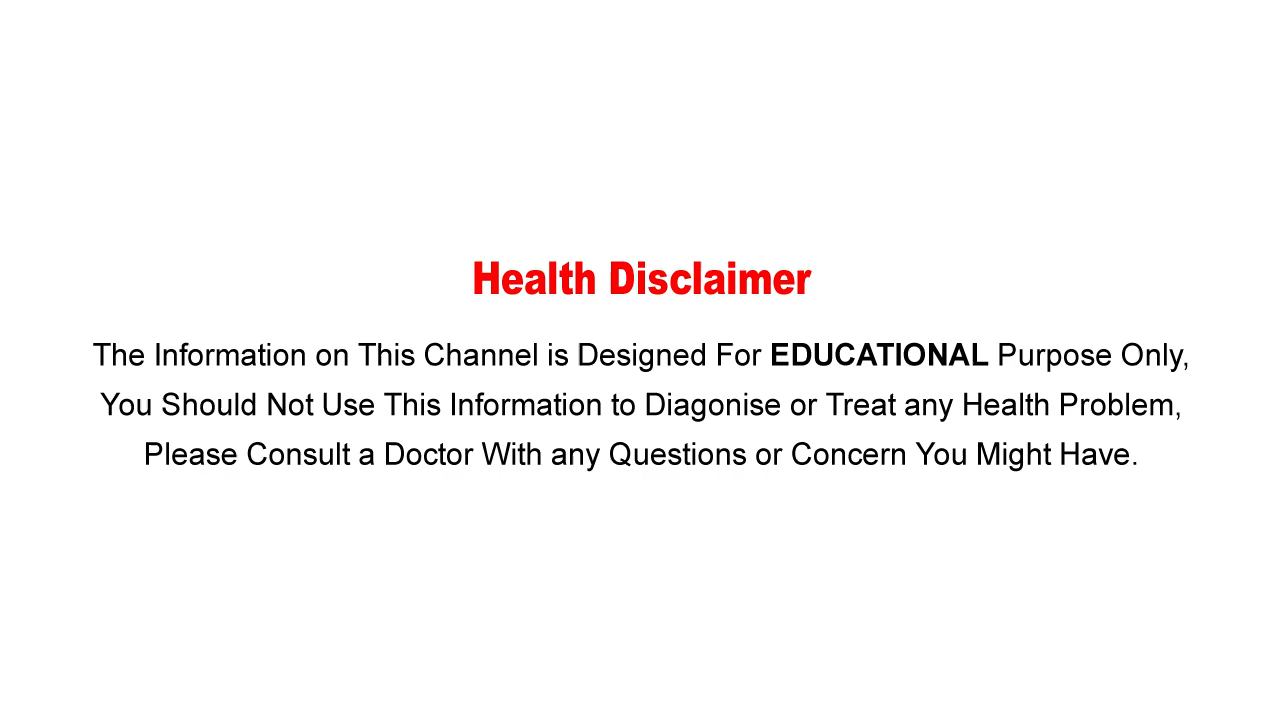 Health Disclaimer
The Information on This Channel is Designed For EDUCATIONAL Purpose Only,
You Should Not Use This Information to Diagonise or Treat any Health Problem,
Please Consult a Doctor With any Questions or Concern You Might Have.